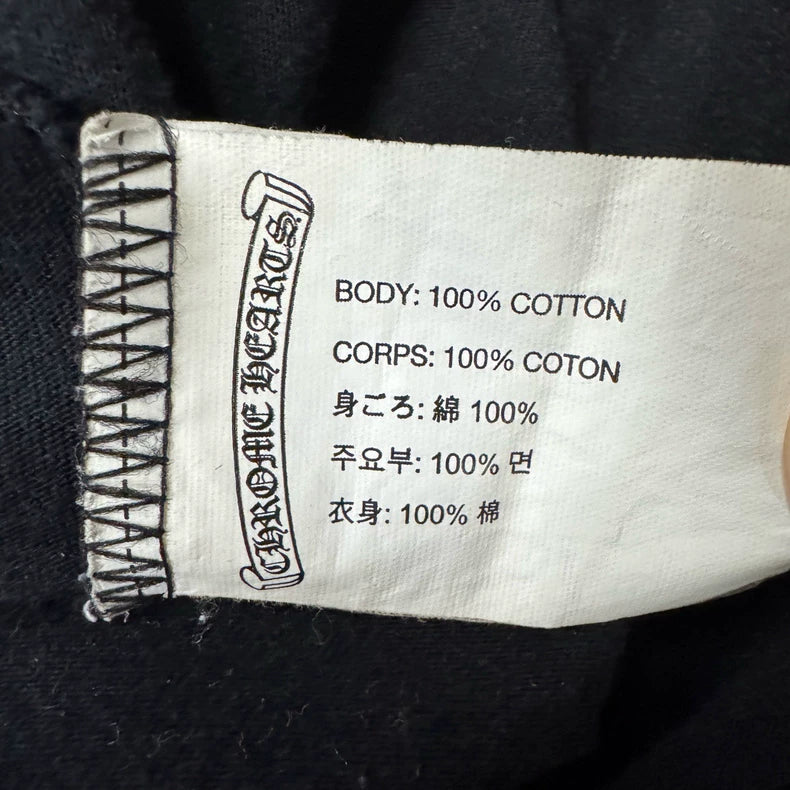 CHROME HEARTS.
BODY: 100% COTTON
CORPS: 100% COTON
身ごろ: 綿 100%
주요부: 100% 면
衣身: 100% 棉